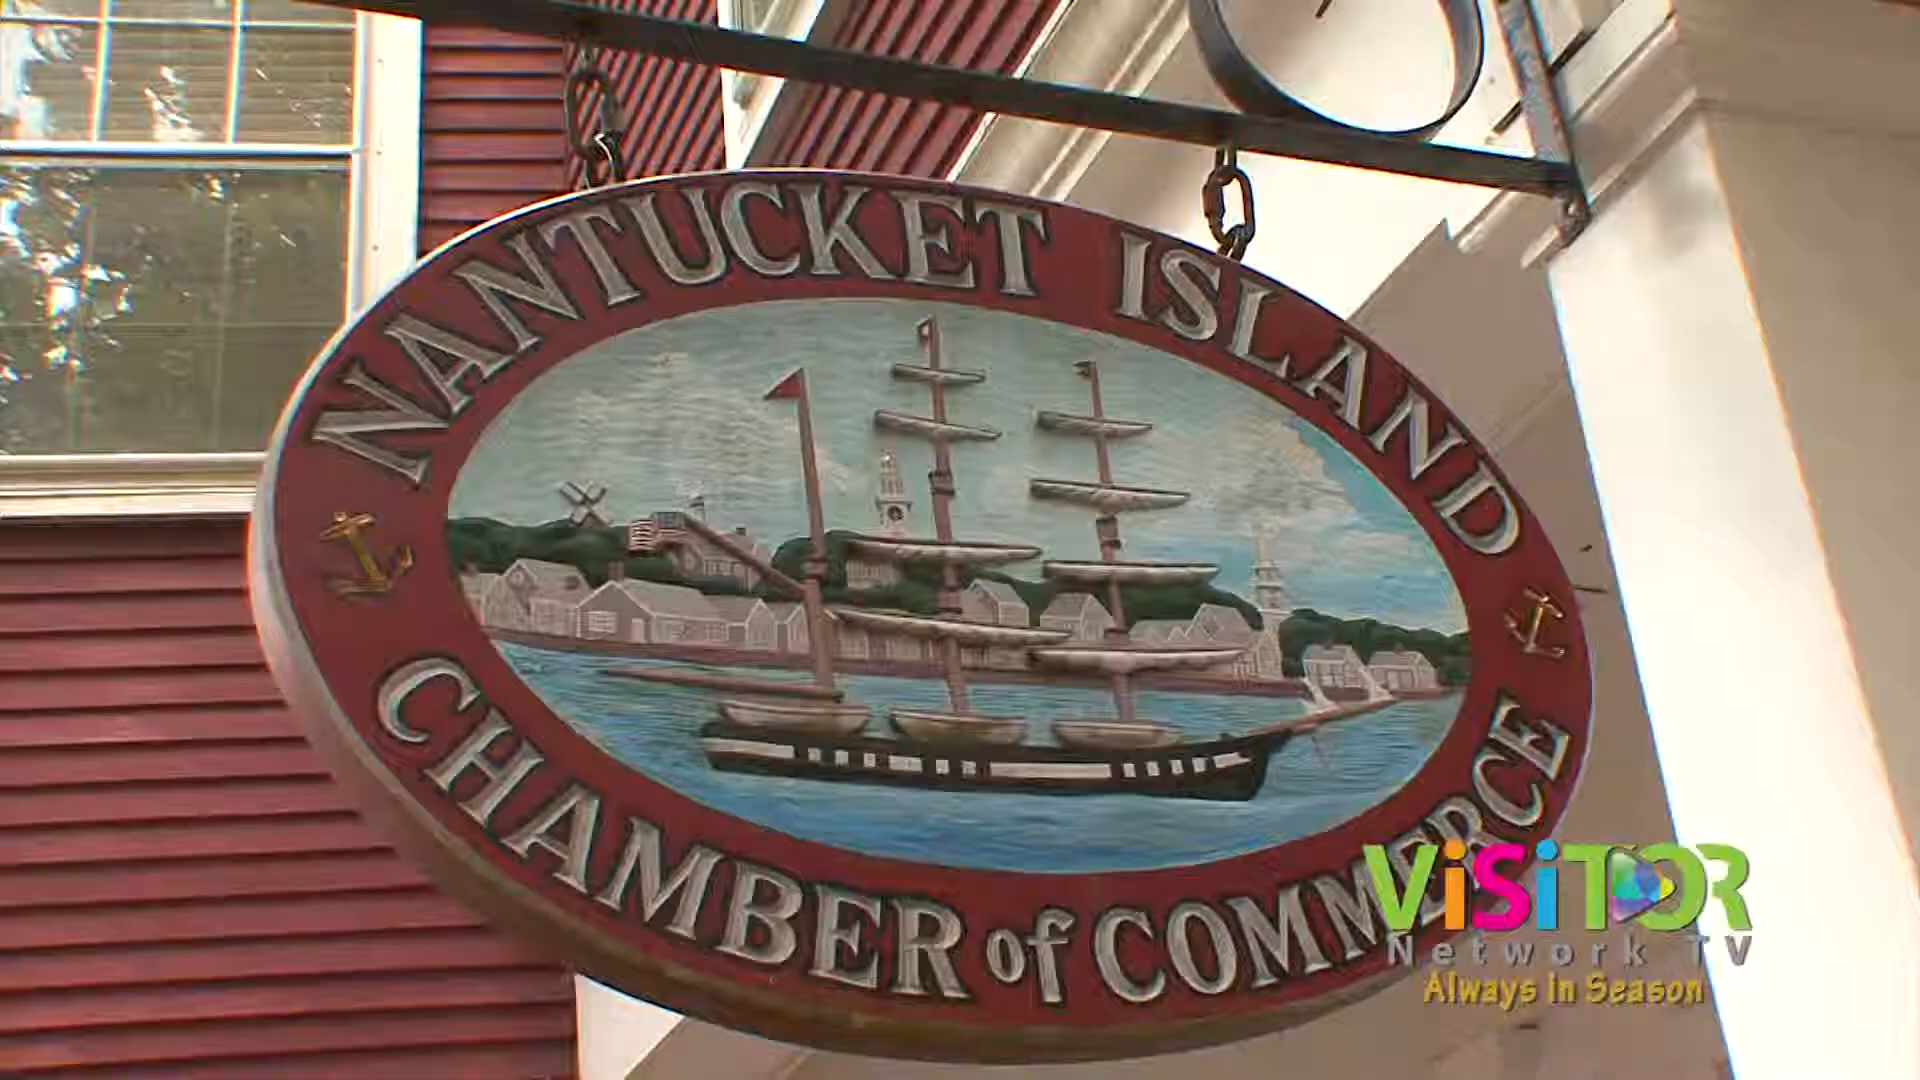 NANTUCKET ISLAND
CHAMBER of COMMERCE
ViSiTOR
Network TV
Always in Season